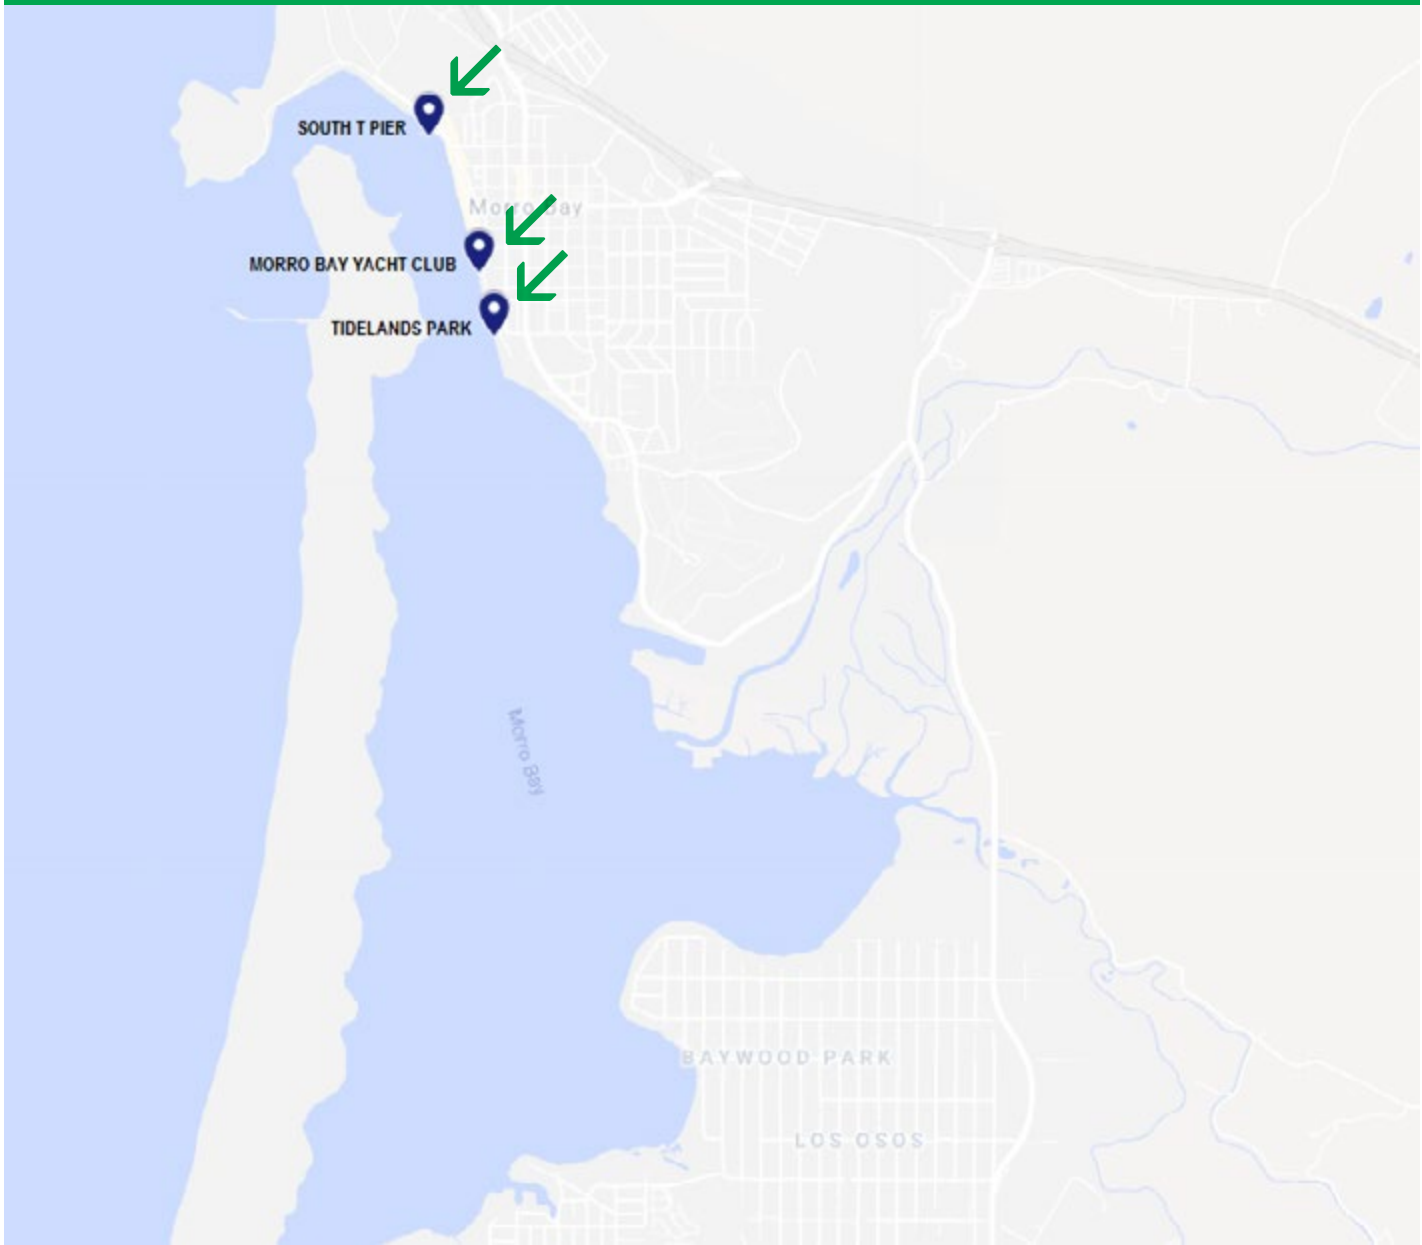 SOUTH T PIER
Morro Bay
MORRO BAY YACHT CLUB
TIDELANDS PARK
Morro Bay
BAYWOOD PARK
LOS OSOS